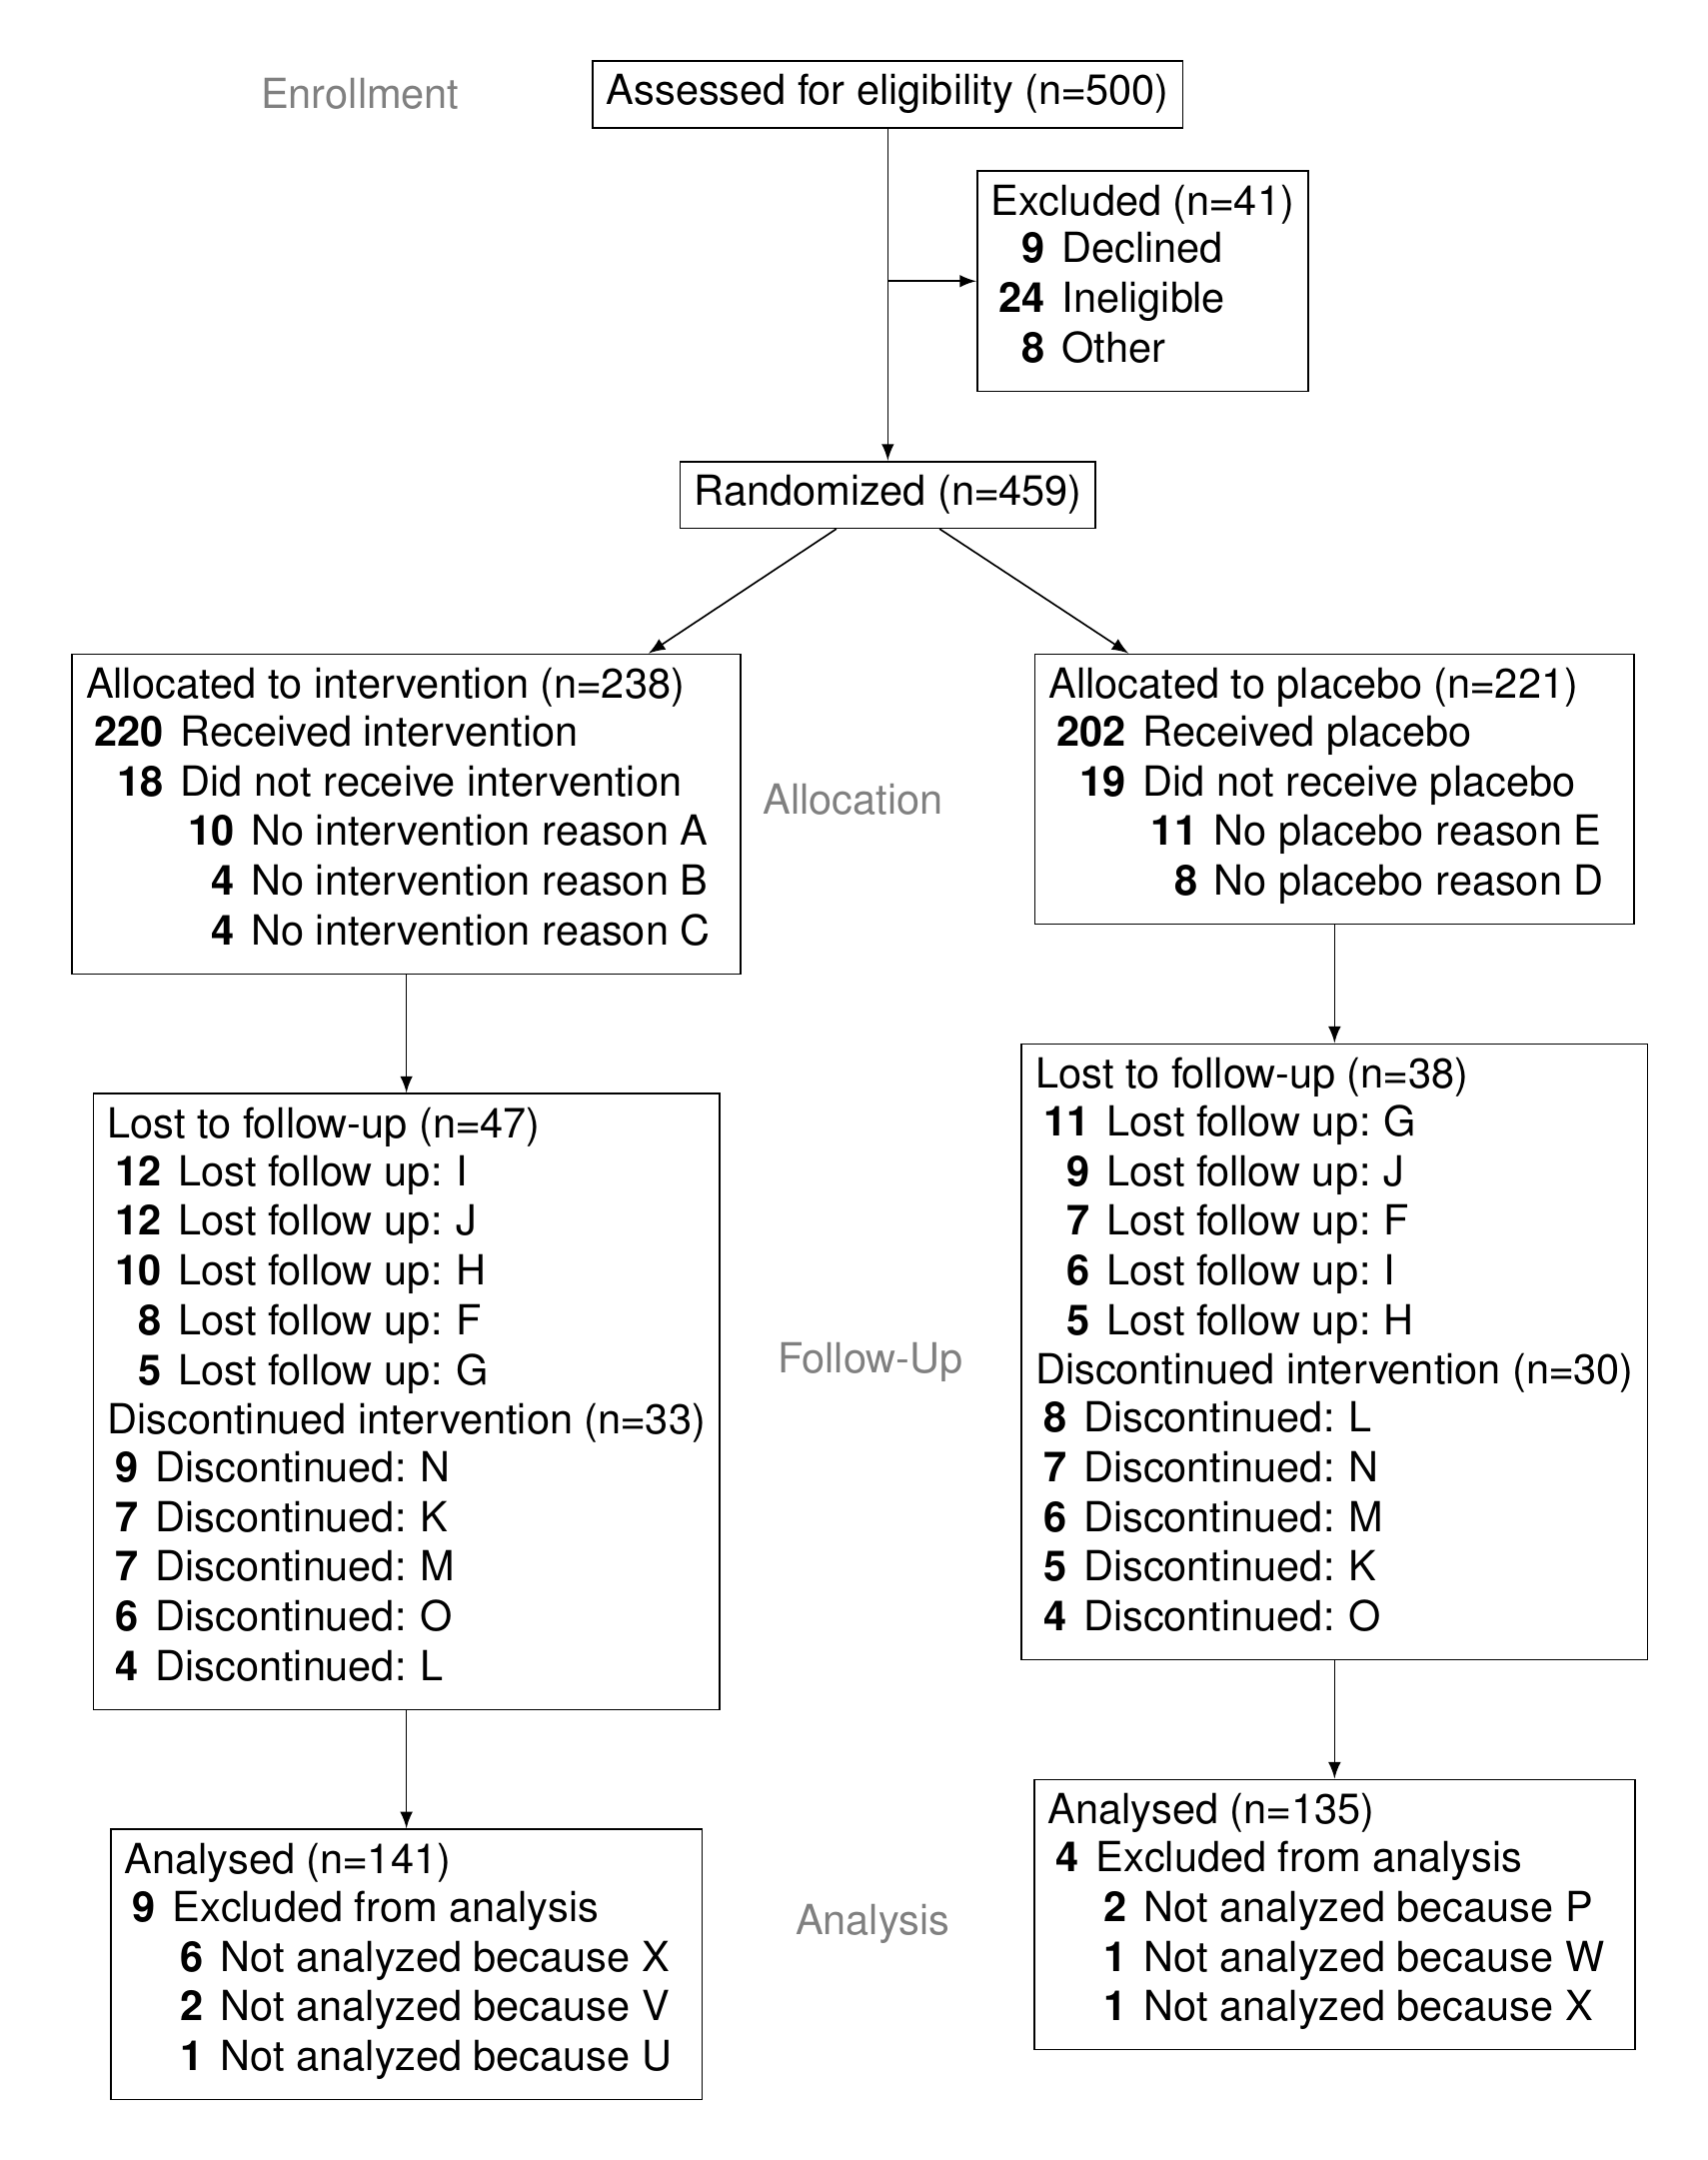 Enrollment
Assessed for eligibility (n=500)
Excluded (n=41)
9 Declined
24 Ineligible
8 Other
Randomized (n=459)
Allocated to intervention (n=238)
220 Received intervention
18 Did not receive intervention
10 No intervention reason A
4 No intervention reason B
4 No intervention reason C
Allocation
Allocated to placebo (n=221)
202 Received placebo
19 Did not receive placebo
11 No placebo reason E
8 No placebo reason D
Lost to follow-up (n=47)
12 Lost follow up: I
12 Lost follow up: J
10 Lost follow up: H
8 Lost follow up: F
5 Lost follow up: G
Discontinued intervention (n=33)
9 Discontinued: N
7 Discontinued: K
7 Discontinued: M
6 Discontinued: O
4 Discontinued: L
Follow-Up
Lost to follow-up (n=38)
11 Lost follow up: G
9 Lost follow up: J
7 Lost follow up: F
6 Lost follow up: I
5 Lost follow up: H
Discontinued intervention (n=30)
8 Discontinued: L
7 Discontinued: N
6 Discontinued: M
5 Discontinued: K
4 Discontinued: O
Analysed (n=141)
9 Excluded from analysis
6 Not analyzed because X
2 Not analyzed because V
1 Not analyzed because U
Analysis
Analysed (n=135)
4 Excluded from analysis
2 Not analyzed because P
1 Not analyzed because W
1 Not analyzed because X